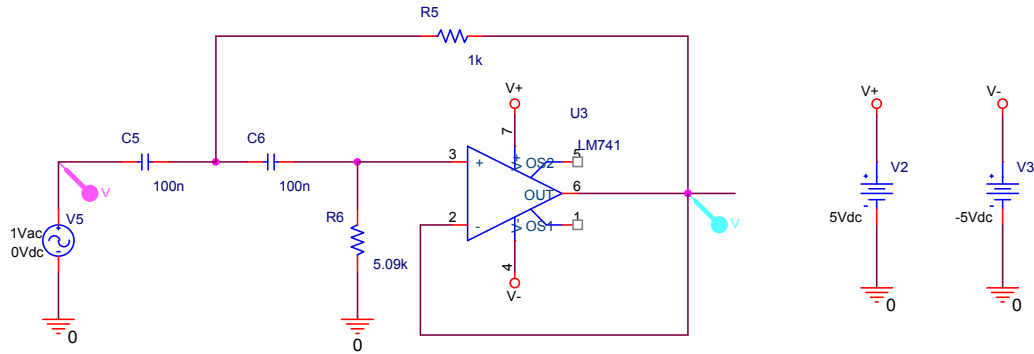 R5
1k
C5
100n
C6
100n
R6
5.09k
V5
1Vac
0Vdc
0
0
V+
7
U3
LM741
3
+
V+
OS2
5
OUT
6
2
-
V-
OS1
1
4
V-
V
V
V+
+
V2
-
5Vdc
0
V-
+
V3
-
-5Vdc
0